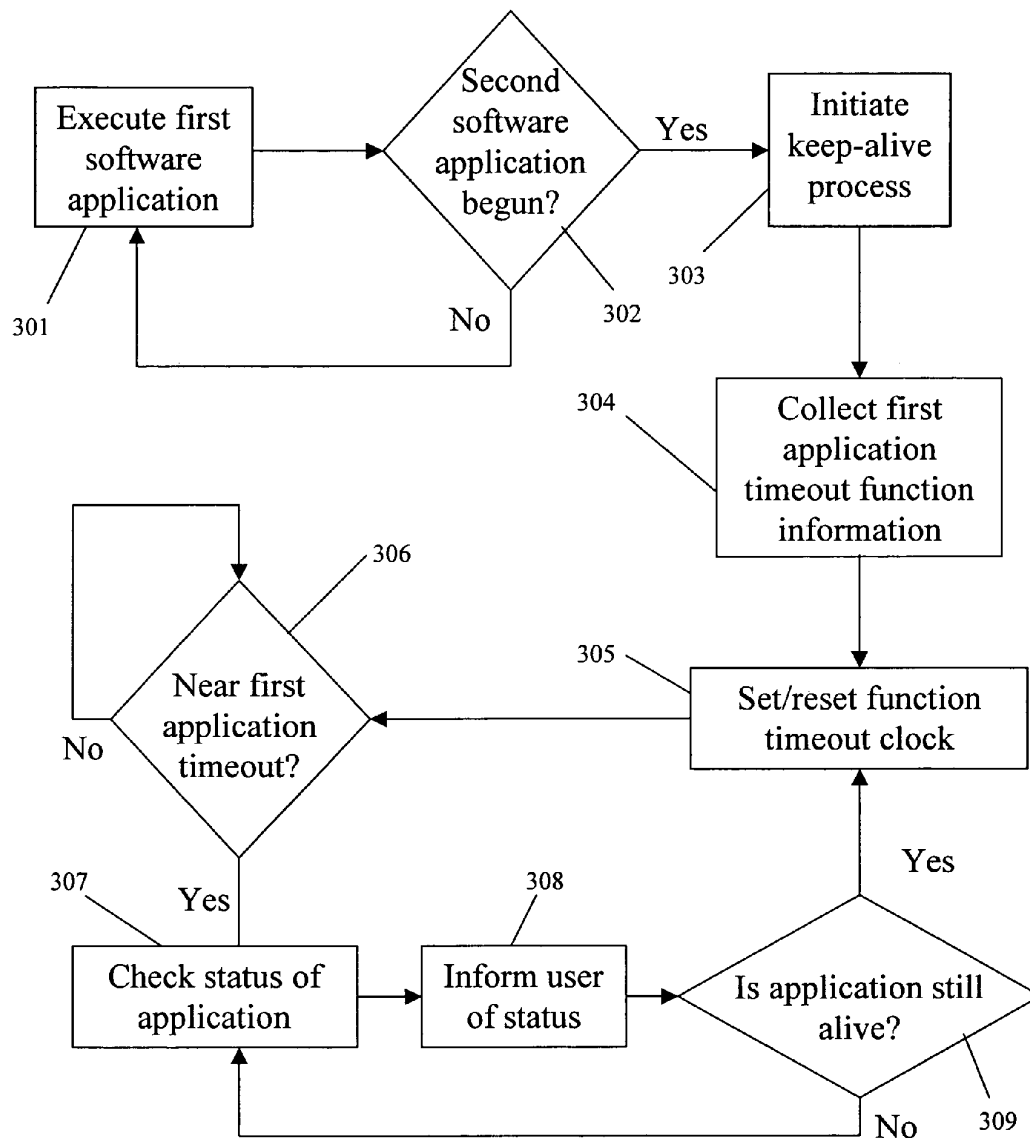 Execute first
software
application
301
Second
software
application
begun?
302
Yes
No
Initiate
keep-alive
process
303
304
Collect first
application
timeout function
information
305
Set/reset function
timeout clock
306
Near first
application
timeout?
No
Yes
307
Check status of
application
308
Inform user
of status
Is application still
alive?
Yes
309
No